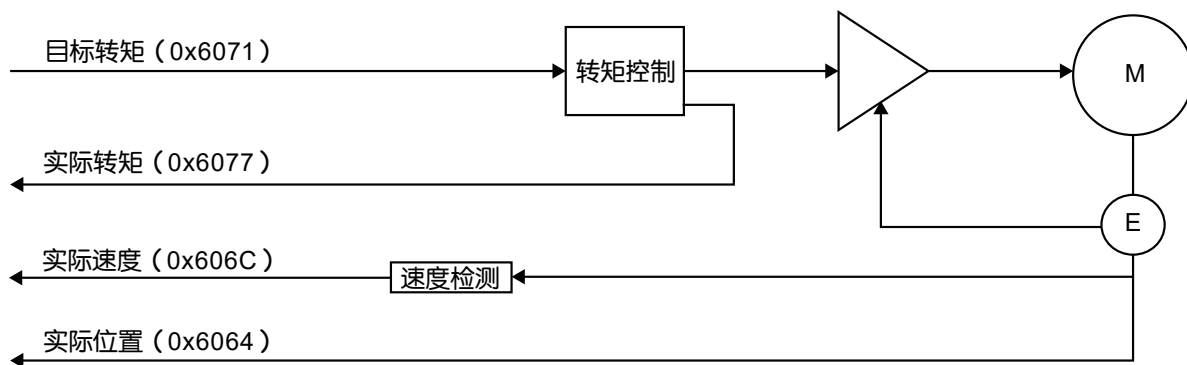 目标转矩（0x6071）
转矩控制
M
实际转矩（0x6077）
E
实际速度（0x606C）
速度检测
实际位置（0x6064）